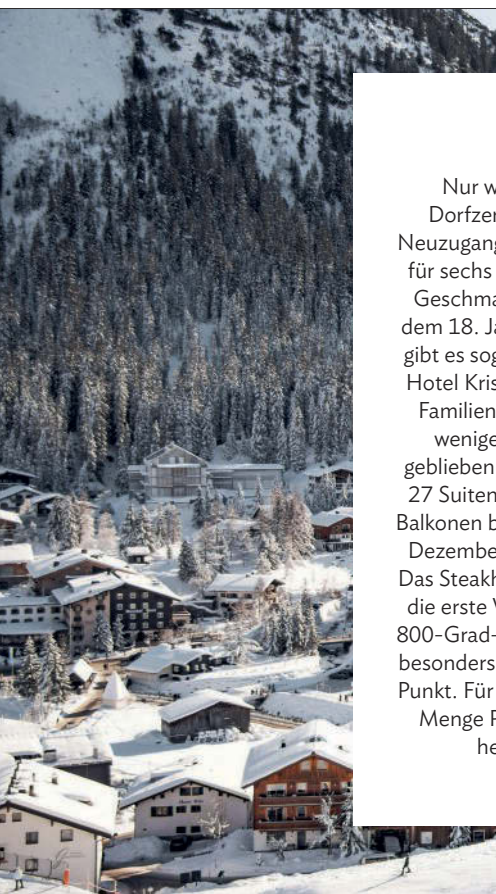 Nur w
Dorfzer
Neuzugang
für sechs
Geschma
dem 18. Ja
gibt es sog
Hotel Kris
Familien
wenige
geblieben
27 Suiten
Balkonen b
Dezembe
Das Steakh
die erste V
800-Grad-
besonders
Punkt. Für
Menge P
he